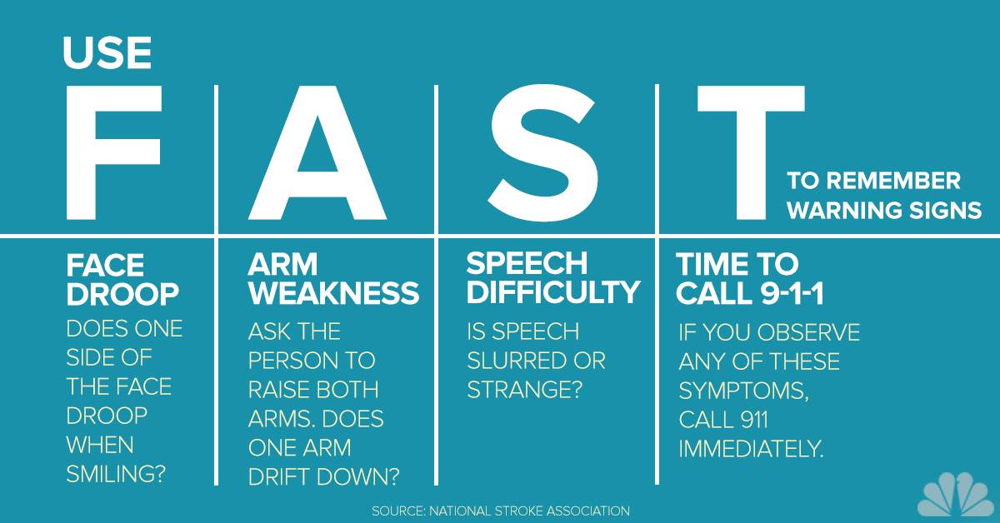 USE
FAST
TO REMEMBER
WARNING SIGNS
FACE
DROOP
DOES ONE
SIDE OF
THE FACE
DROOP
WHEN
SMILING?
ARM
WEAKNESS
ASK THE
PERSON TO
RAISE BOTH
ARMS. DOES
ONE ARM
DRIFT DOWN?
SPEECH
DIFFICULTY
IS SPEECH
SLURRED OR
STRANGE?
TIME TO
CALL 9-1-1
IF YOU OBSERVE
ANY OF THESE
SYMPTOMS,
CALL 911
IMMEDIATELY.
SOURCE: NATIONAL STROKE ASSOCIATION